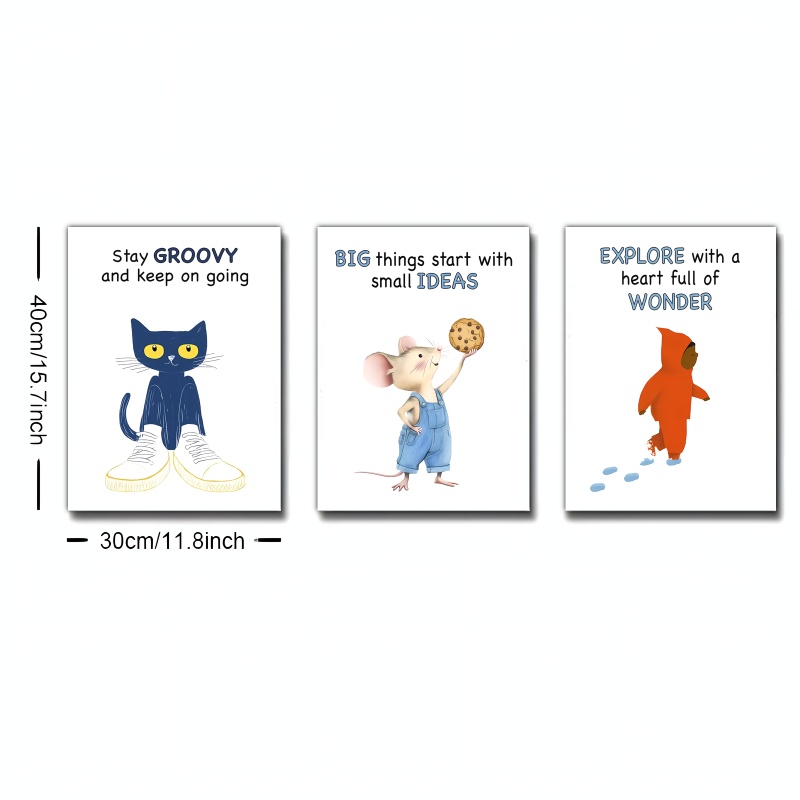 Stay GROOVY
and keep on going
BIG things start with
small IDEAS
EXPLORE with a
heart full of
WONDER
40cm/15.7inch
30cm/11.8inch